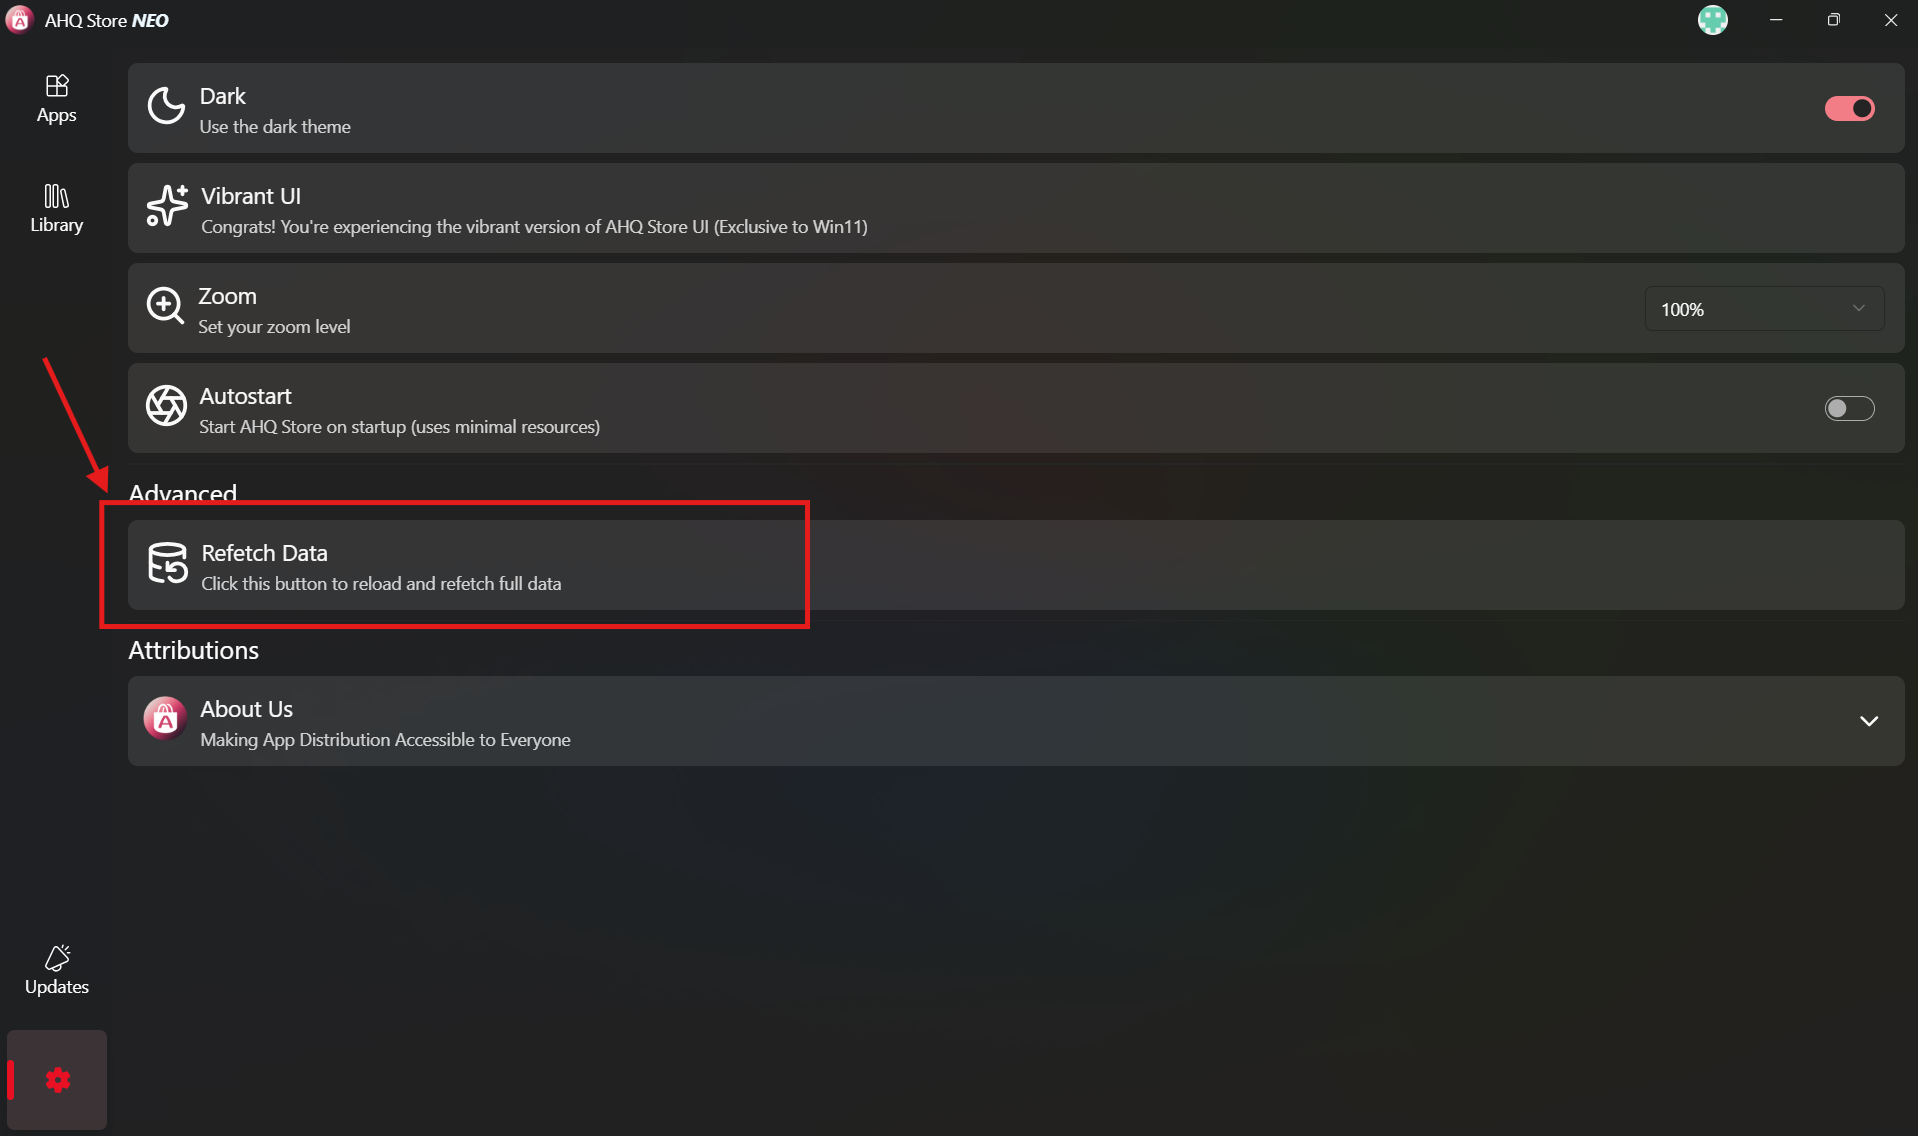 AHQ Store NEO
Apps
Library
Dark
Use the dark theme
Vibrant UI
Congrats! You're experiencing the vibrant version of AHQ Store UI (Exclusive to Win11)
Zoom
Set your zoom level
100%
Autostart
Start AHQ Store on startup (uses minimal resources)
Advanced
Refetch Data
Click this button to reload and refetch full data
Attributions
A
About Us
Making App Distribution Accessible to Everyone
Updates